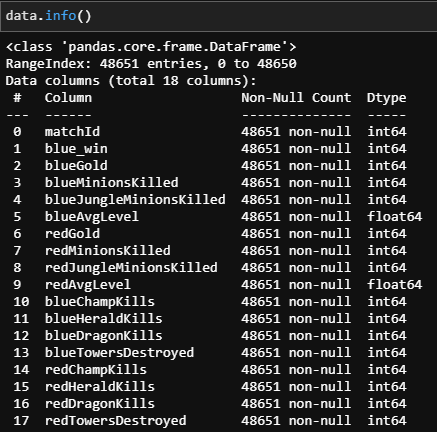 data.info()
<class 'pandas.core.frame.DataFrame'>
RangeIndex: 48651 entries, 0 to 48650
Data columns (total 18 columns):
 #   Column                   Non-Null Count  Dtype
---  ------                   --------------  -----
 0   matchId                  48651 non-null  int64
 1   blue_win                 48651 non-null  int64
 2   blueGold                 48651 non-null  int64
 3   blueMinionsKilled        48651 non-null  int64
 4   blueJungleMinionsKilled  48651 non-null  int64
 5   blueAvgLevel             48651 non-null  float64
 6   redGold                  48651 non-null  int64
 7   redMinionsKilled         48651 non-null  int64
 8   redJungleMinionsKilled   48651 non-null  int64
 9   redAvgLevel              48651 non-null  float64
 10  blueChampKills           48651 non-null  int64
 11  blueHeraldKills          48651 non-null  int64
 12  blueDragonKills          48651 non-null  int64
 13  blueTowersDestroyed      48651 non-null  int64
 14  redChampKills            48651 non-null  int64
 15  redHeraldKills           48651 non-null  int64
 16  redDragonKills           48651 non-null  int64
 17  redTowersDestroyed       48651 non-null  int64